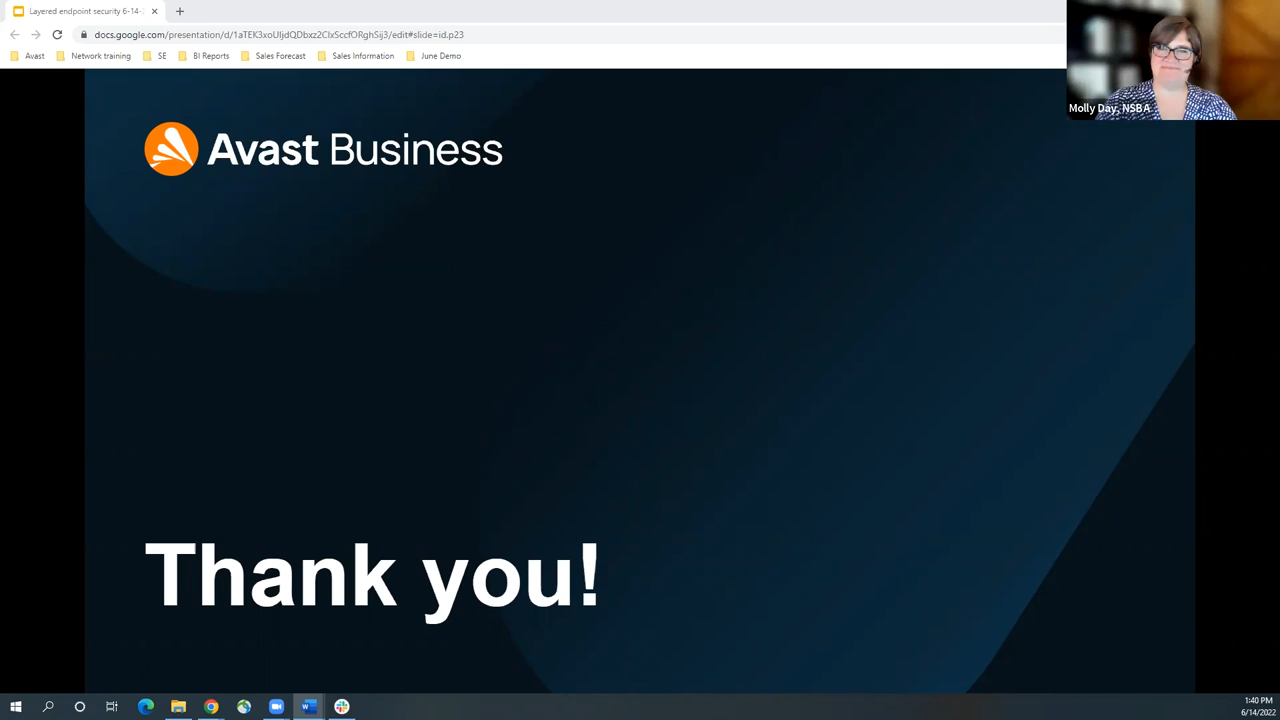 Layered endpoint security 6-14-
docs.google.com/presentation/d/1aTEK3xoUljdQDbxz2ClxSccfORghSij3/edit#slide=id.p23
Avast
Network training
SE
BI Reports
Sales Forecast
Sales Information
June Demo
Molly Day, NSBA
Avast Business
Thank you!
1:40 PM
6/14/2022